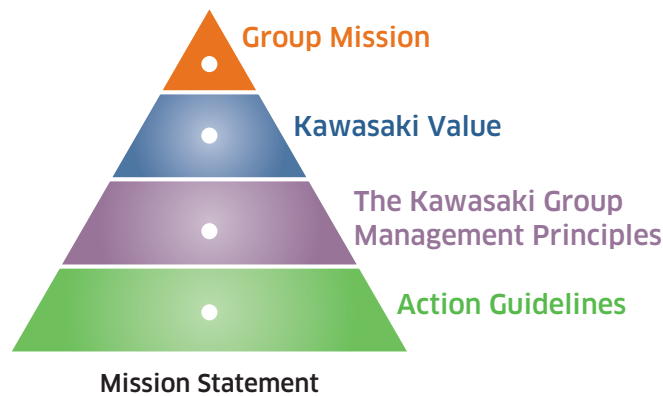 Group Mission
Kawasaki Value
The Kawasaki Group
Management Principles
Action Guidelines
Mission Statement